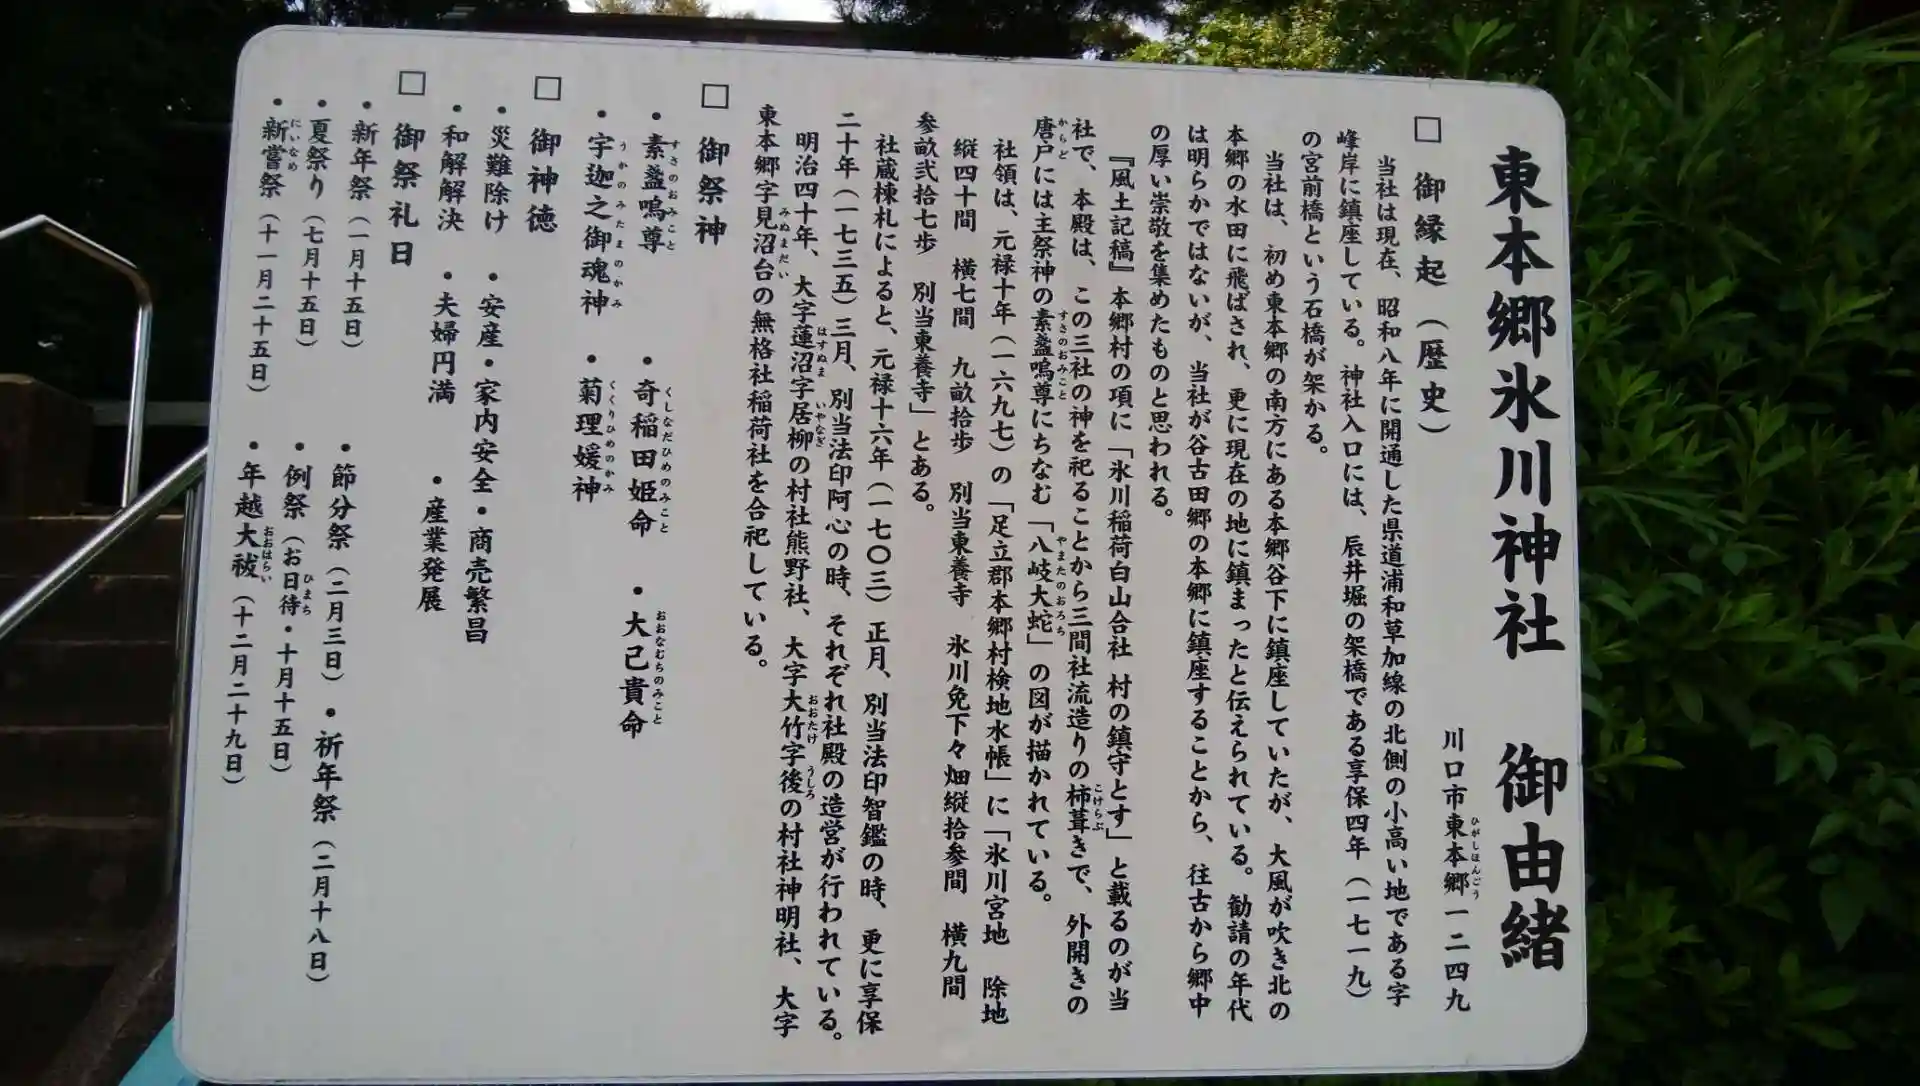 東本郷氷川神社 御由緒
川口市東本郷一二四九
□ 御縁起（歴史）
当社は現在、昭和八年に開通した県道浦和草加線の北側の小高い地である字
峰岸に鎮座している。神社入口には、辰井堀の架橋である享保四年（一七一九）
の宮前橋という石橋が架かる。
当社は、初め東本郷の南方にある本郷谷下に鎮座していたが、大風が吹き北の
本郷の水田に飛ばされ、更に現在の地に鎮まったと伝えられている。勧請の年代
は明らかではないが、当社が谷古田郷の本郷に鎮座することから、往古から郷中
の厚い崇敬を集めたものと思われる。
『風土記稿』本郷村の項に「氷川稲荷白山合社 村の鎮守とす」と載るのが当
社で、本殿は、この三社の神を祀ることから三間社流造りの柿葺きで、外開きの
唐戸には主祭神の素盞嗚尊にちなむ「八岐大蛇」の図が描かれている。
社領は、元禄十年（一六九七）の「足立郡本郷村検地水帳」に「氷川宮地 除地
縦四十間 横七間 九畝拾歩 別当東養寺 氷川免下々畑縦拾参間 横九間
参畝弐拾七歩 別当東養寺」とある。
社蔵棟札によると、元禄十六年（一七〇三）正月、別当法印智鑑の時、更に享保
二十年（一七三五）三月、別当法印阿心の時、それぞれ社殿の造営が行われている。
明治四十年、大字蓮沼字居柳の村社熊野社、大字大竹字後の村社神明社、大字
東本郷字見沼台の無格社稲荷社を合祀している。
□ 御祭神
・素盞嗚尊 ・奇稲田姫命 ・大己貴命
・宇迦之御魂神 ・菊理媛神
□ 御神徳
・災難除け ・安産・家内安全・商売繁昌
・和解解決 ・夫婦円満 ・産業発展
□ 御祭礼日
・新年祭（一月十五日） ・節分祭（二月三日） ・祈年祭（二月十八日）
・夏祭り（七月十五日） ・例祭（お日待・十月十五日）
・新嘗祭（十一月二十五日） ・年越大祓（十二月二十九日）